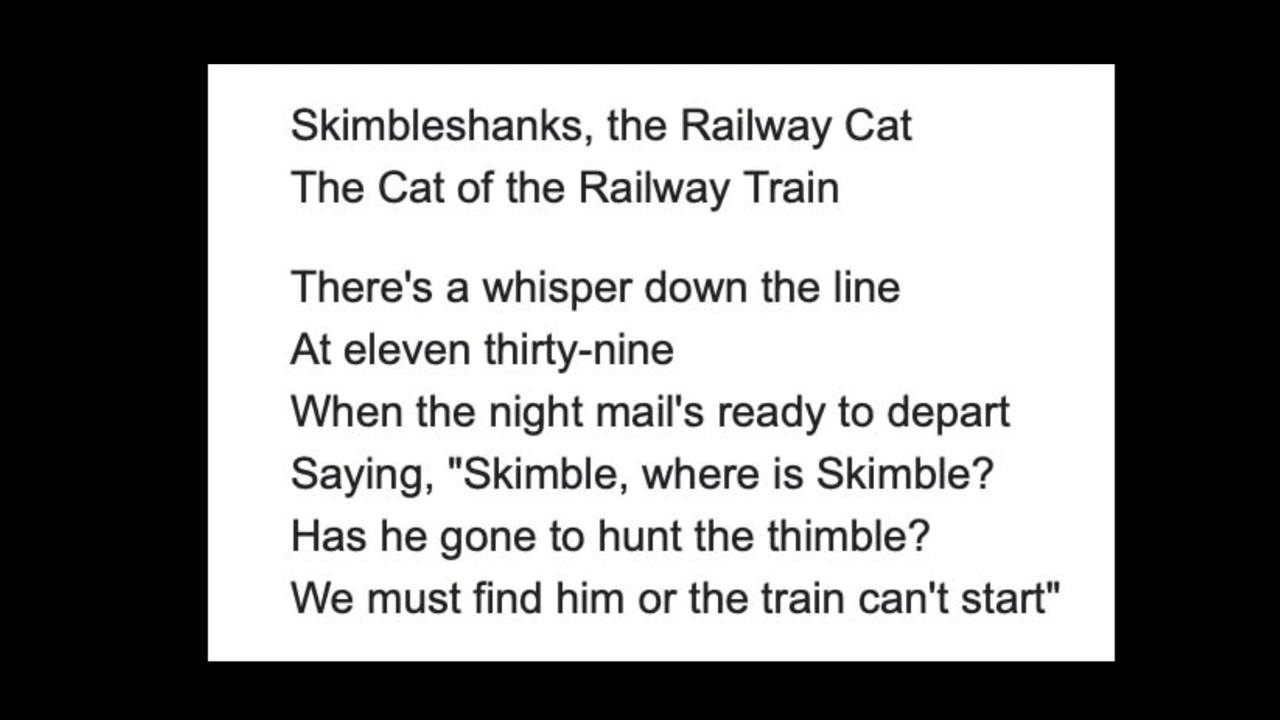 Skimbleshanks, the Railway Cat
The Cat of the Railway Train
There's a whisper down the line
At eleven thirty-nine
When the night mail's ready to depart
Saying, "Skimble, where is Skimble?
Has he gone to hunt the thimble?
We must find him or the train can't start"